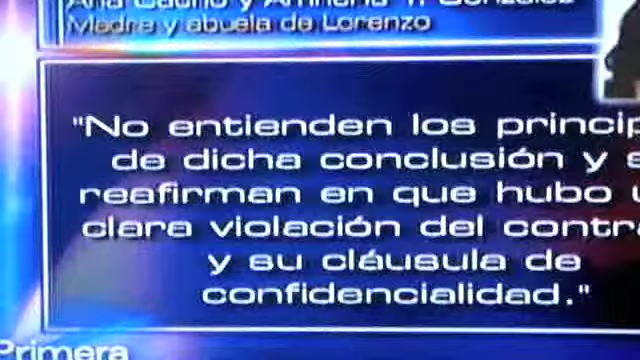 Madre y abuela de Lorenzo
"No entienden los princip
de dicha conclusión y s
reafirman en que hubo u
clara violación del contra
y su cláusula de
confidencialidad."
Primera